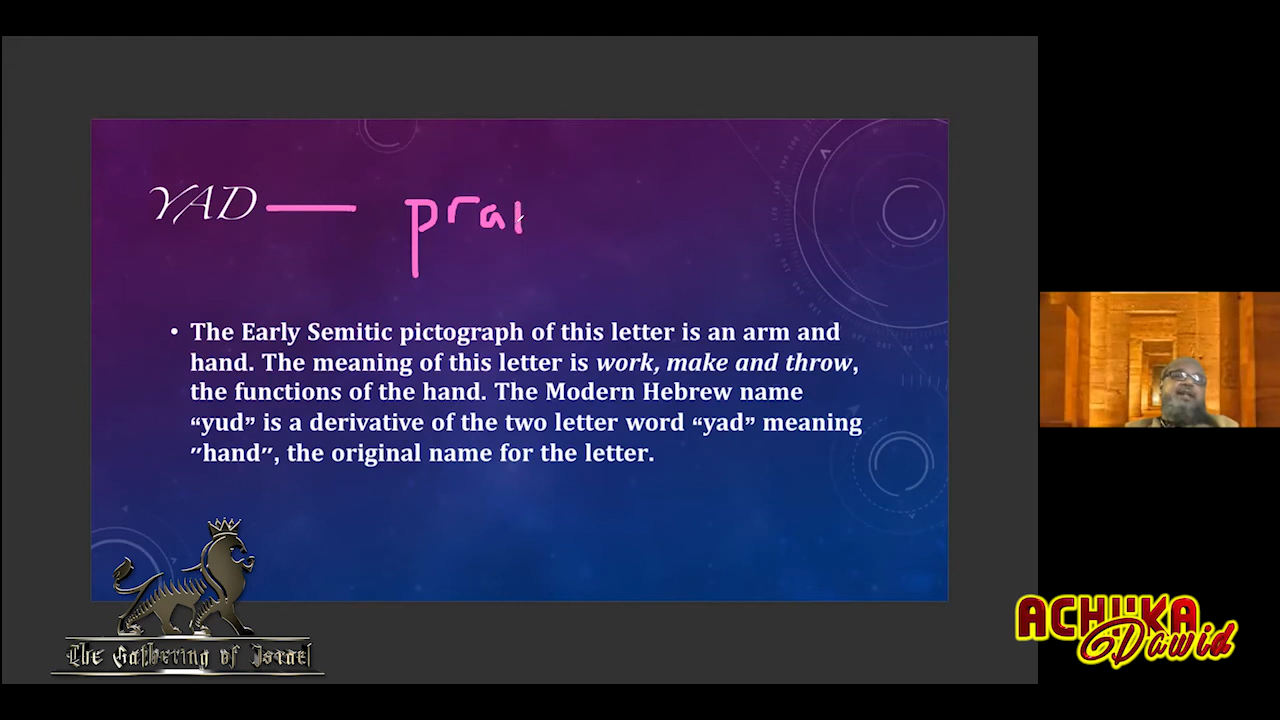 YAD
pra
• The Early Semitic pictograph of this letter is an arm and
hand. The meaning of this letter is work, make and throw,
the functions of the hand. The Modern Hebrew name
“yud” is a derivative of the two letter word “yad” meaning
"hand", the original name for the letter.
The Gathering of Israel
ACHUKA
Dawid